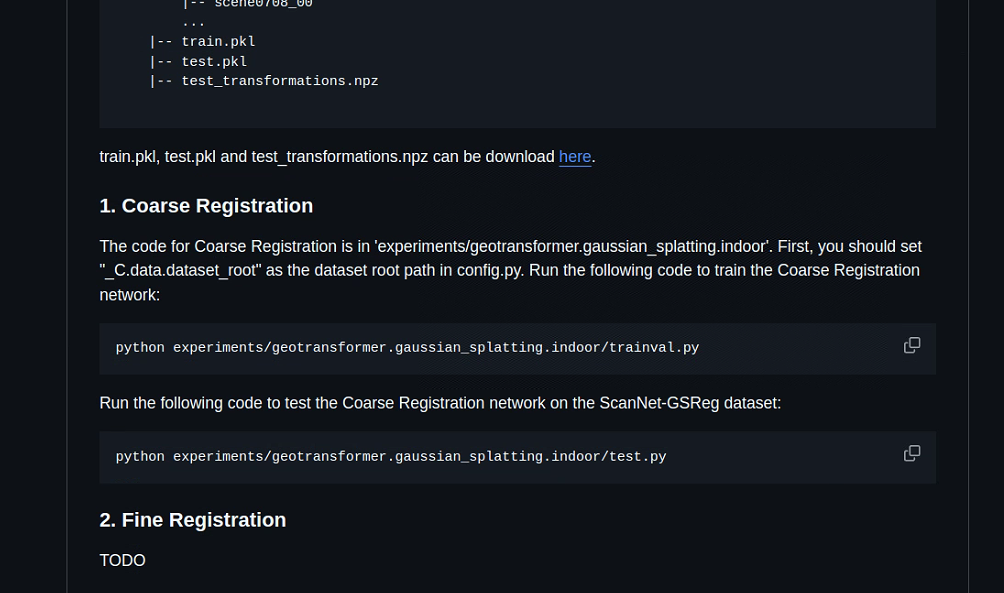 |-- scene0708_00
...
|-- train.pkl
|-- test.pkl
|-- test_transformations.npz
train.pkl, test.pkl and test_transformations.npz can be download here.
1. Coarse Registration
The code for Coarse Registration is in 'experiments/geotransformer.gaussian_splatting.indoor'. First, you should set
"_C.data.dataset_root" as the dataset root path in config.py. Run the following code to train the Coarse Registration
network:
python experiments/geotransformer.gaussian_splatting.indoor/trainval.py
Run the following code to test the Coarse Registration network on the ScanNet-GSReg dataset:
python experiments/geotransformer.gaussian_splatting.indoor/test.py
2. Fine Registration
TODO